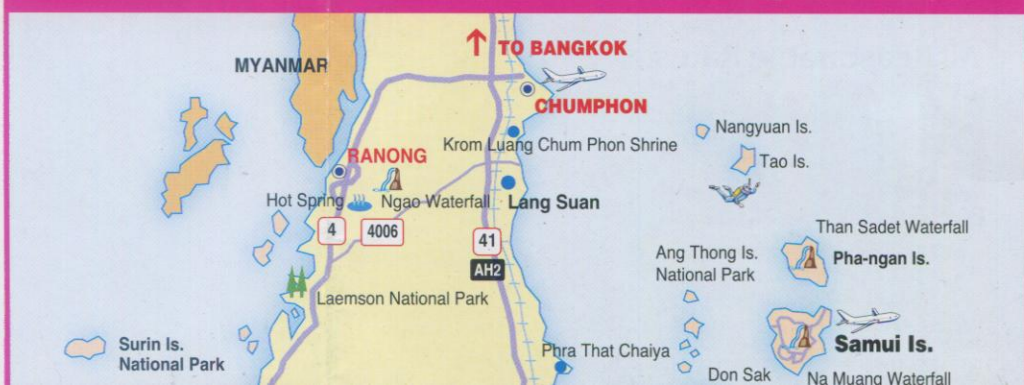 TO BANGKOK
MYANMAR
CHUMPHON
Nangyuan Is.
Krom Luang Chum Phon Shrine
RANONG
Tao Is.
Hot Spring
Ngao Waterfall
Lang Suan
4
4006
41
Than Sadet Waterfall
Ang Thong Is.
National Park
Pha-ngan Is.
AH2
Laemson National Park
Surin Is.
National Park
Samui Is.
Phra That Chaiya
Don Sak
Na Muang Waterfall